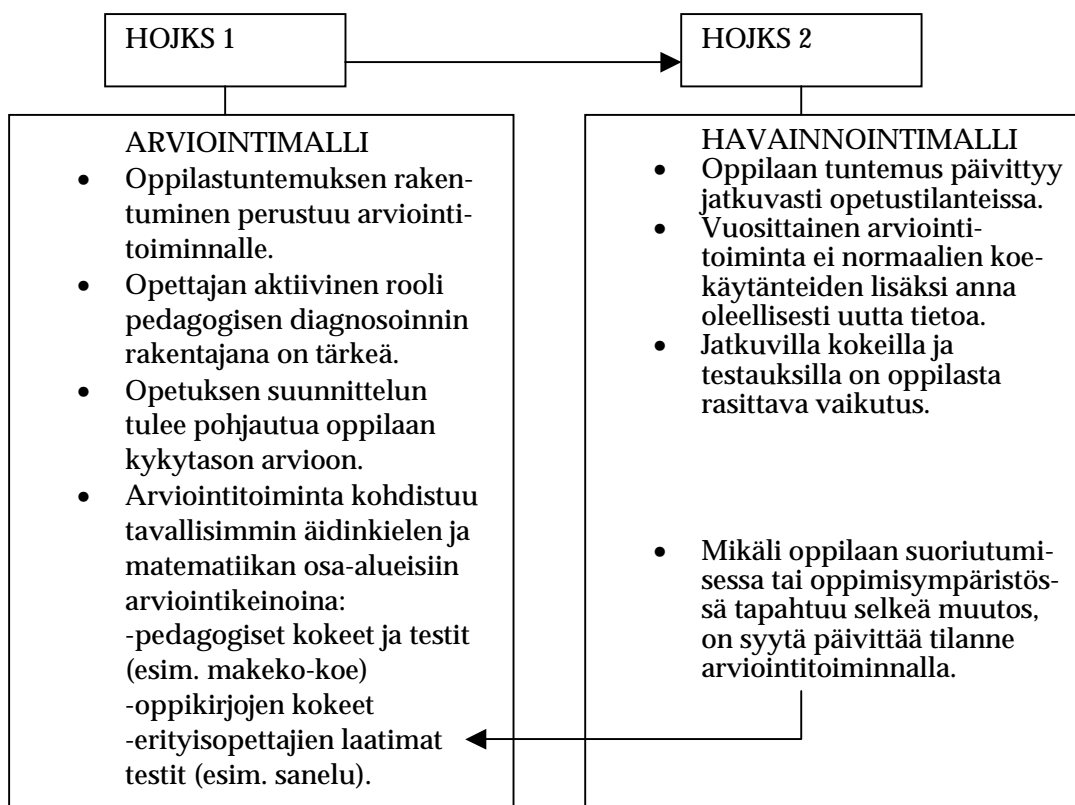 HOJKS 1
HOJKS 2
ARVIOINTIMALLI
• Oppilastuntemuksen raken-
tuminen perustuu arviointi-
toiminnalle.
• Opettajan aktiivinen rooli
pedagogisen diagnosoinnin
rakentajana on tärkeä.
• Opetuksen suunnittelun
tulee pohjautua oppilaan
kykytason arvioon.
• Arviointitoiminta kohdistuu
tavallisimmin äidinkielen ja
matematiikan osa-alueisiin
arviointikeinoina:
-pedagogiset kokeet ja testit
(esim. makeko-koe)
-oppikirjojen kokeet
-erityisopettajien laatimat
testit (esim. sanelu).
HAVAINNOINTIMALLI
• Oppilaan tuntemus päivittyy
jatkuvasti opetustilanteissa.
• Vuosittainen arviointi-
toiminta ei normaalien koe-
käytänteiden lisäksi anna
oleellisesti uutta tietoa.
• Jatkuvilla kokeilla ja
testauksilla on oppilasta
rasittava vaikutus.
• Mikäli oppilaan suoriutumi-
sessa tai oppimisympäristös-
sä tapahtuu selkeä muutos,
on syytä päivittää tilanne
arviointitoiminnalla.